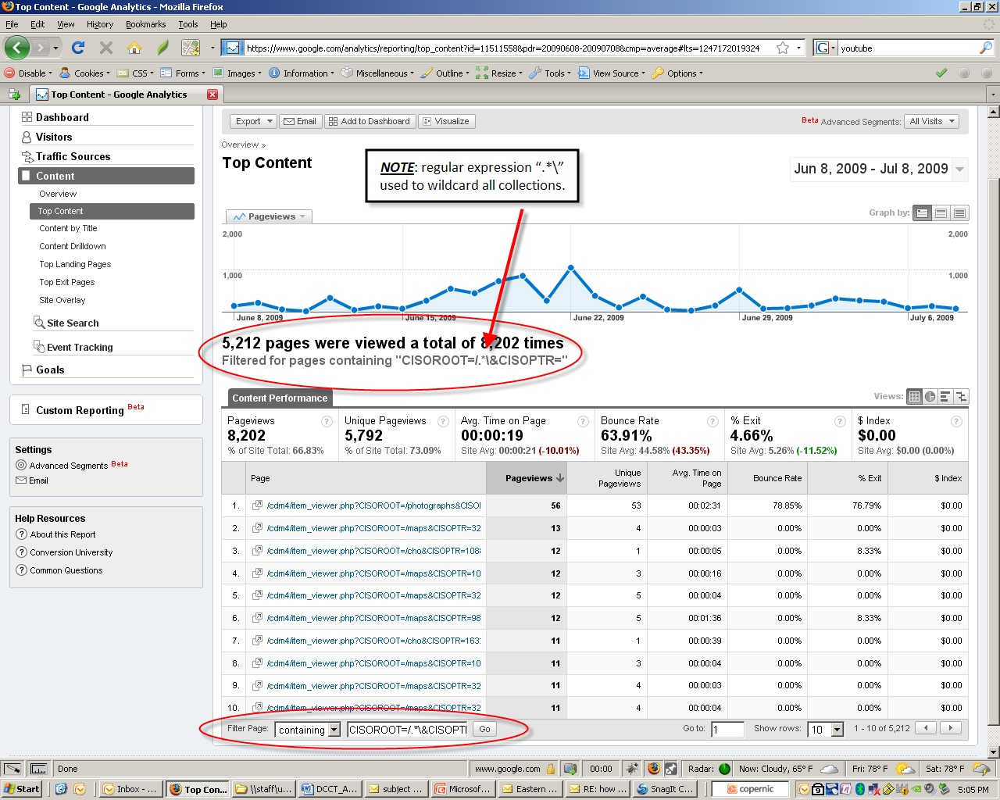 Top Content - Google Analytics - Mozilla Firefox
File Edit View History Bookmarks Tools Help
https://www.google.com/analytics/reporting/top_content?id=11511558&pdr=20090608-20090708&cmp=average#lts=1247172019324
youtube
Disable Cookies CSS Forms Images Information Miscellaneous Outline Resize Tools View Source Options
Top Content - Google Analytics
Dashboard
Visitors
Traffic Sources
Content
Overview
Top Content
Content by Title
Content Drilldown
Top Landing Pages
Top Exit Pages
Site Overlay
Site Search
Event Tracking
Goals
Custom Reporting Beta
Settings
Advanced Segments Beta
Email
Help Resources
About this Report
Conversion University
Common Questions
Export Email Add to Dashboard Visualize
Beta Advanced Segments: All Visits
Overview »
Top Content
NOTE: regular expression “.*\”
used to wildcard all collections.
Jun 8, 2009 - Jul 8, 2009
Pageviews
Graph by:
2,000 2,000
1,000 1,000
June 8, 2009 June 15, 2009 June 22, 2009 June 29, 2009 July 6, 2009
5,212 pages were viewed a total of 8,202 times
Filtered for pages containing "CISOROOT=/.*\&CISOPTR="
Content Performance
Views:
Pageviews Unique Pageviews Avg. Time on Page Bounce Rate % Exit $ Index
8,202 5,792 00:00:19 63.91% 4.66% $0.00
% of Site Total: 66.83% % of Site Total: 73.09% Site Avg: 00:00:21 (-10.01%) Site Avg: 44.58% (43.35%) Site Avg: 5.26% (-11.52%) Site Avg: $0.00 (0.00%)
Page Pageviews Unique Pageviews Avg. Time on Page Bounce Rate % Exit $ Index
1. /cdm4/item_viewer.php?CISOROOT=/photographs&CISO 56 53 00:02:31 78.85% 76.79% $0.00
2. /cdm4/item_viewer.php?CISOROOT=/maps&CISOPTR=32 13 4 00:00:03 0.00% 0.00% $0.00
3. /cdm4/item_viewer.php?CISOROOT=/cho&CISOPTR=108 12 1 00:00:05 0.00% 8.33% $0.00
4. /cdm4/item_viewer.php?CISOROOT=/maps&CISOPTR=10 12 3 00:00:16 0.00% 0.00% $0.00
5. /cdm4/item_viewer.php?CISOROOT=/maps&CISOPTR=32 12 5 00:00:04 0.00% 0.00% $0.00
6. /cdm4/item_viewer.php?CISOROOT=/maps&CISOPTR=98 12 5 00:01:36 0.00% 8.33% $0.00
7. /cdm4/item_viewer.php?CISOROOT=/cho&CISOPTR=163 11 1 00:00:39 0.00% 0.00% $0.00
8. /cdm4/item_viewer.php?CISOROOT=/maps&CISOPTR=10 11 3 00:00:04 0.00% 0.00% $0.00
9. /cdm4/item_viewer.php?CISOROOT=/maps&CISOPTR=32 11 4 00:00:03 0.00% 0.00% $0.00
10. /cdm4/item_viewer.php?CISOROOT=/maps&CISOPTR=32 11 4 00:00:04 0.00% 0.00% $0.00
Filter Page: containing CISOROOT=/.*\&CISOPT Go
Go to: 1 Show rows: 10 1 - 10 of 5,212
Done www.google.com 00:00 Radar: Now: Cloudy, 65° F Fri: 78° F Sat: 78° F
Start Inbox - ... Top Con... \\staff\u... DCCT_A... subject ... Microsof... Eastern ... RE: how ... SnagIt C... copernic 5:05 PM